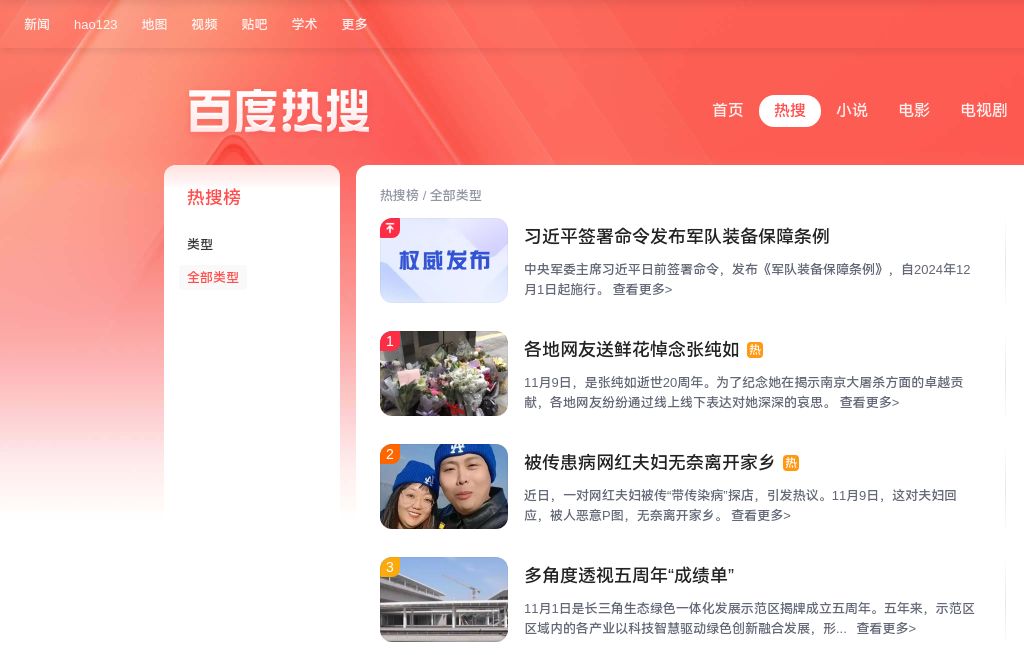 新闻 hao123 地图 视频 贴吧 学术 更多
百度热搜
首页 热搜 小说 电影 电视剧
热搜榜
类型
全部类型
热搜榜 / 全部类型
权威发布
习近平签署命令发布军队装备保障条例
中央军委主席习近平日前签署命令，发布《军队装备保障条例》，自2024年12
月1日起施行。 查看更多>
1
各地网友送鲜花悼念张纯如 热
11月9日，是张纯如逝世20周年。为了纪念她在揭示南京大屠杀方面的卓越贡
献，各地网友纷纷通过线上线下表达对她深深的哀思。 查看更多>
2
被传患病网红夫妇无奈离开家乡 热
近日，一对网红夫妇被传“带传染病”探店，引发热议。11月9日，这对夫妇回
应，被人恶意P图，无奈离开家乡。 查看更多>
3
多角度透视五周年“成绩单”
11月1日是长三角生态绿色一体化发展示范区揭牌成立五周年。五年来，示范区
区域内的各产业以科技智慧驱动绿色创新融合发展，形... 查看更多>